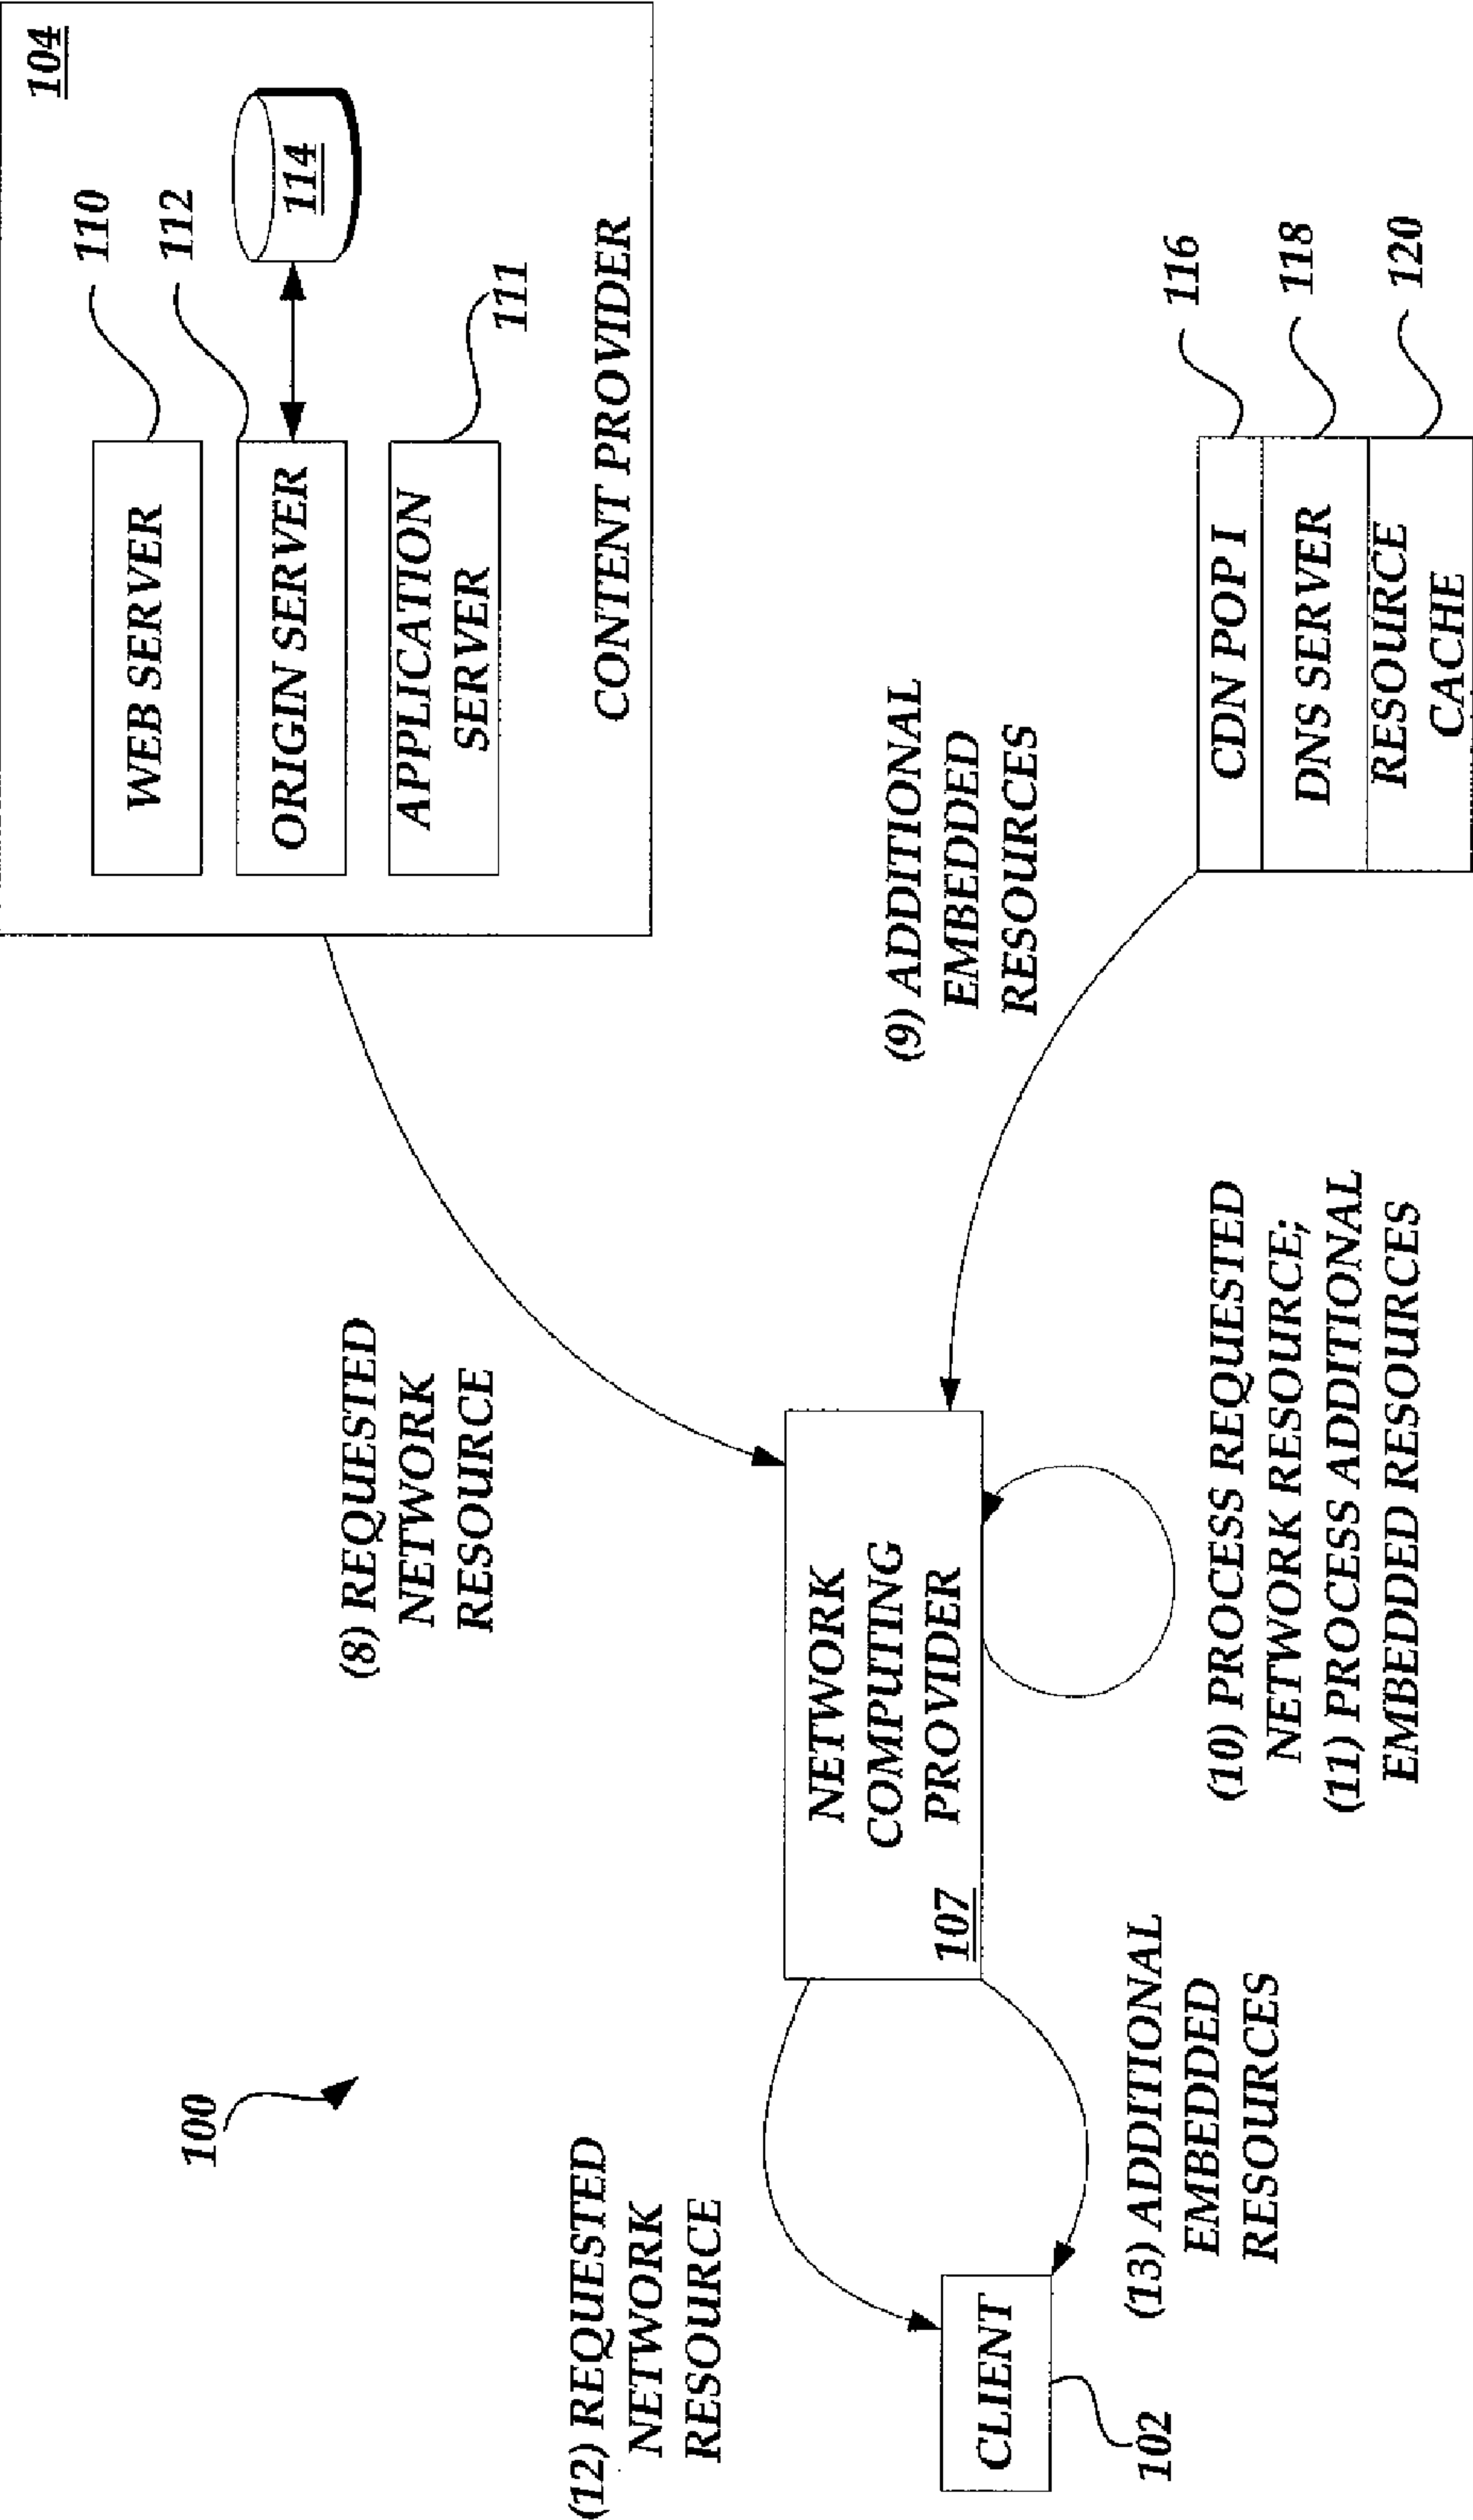 100
104
WEB SERVER
110
ORIGIN SERVER
112
114
APPLICATION
SERVER
111
CONTENT PROVIDER
(8) REQUESTED
NETWORK
RESOURCE
(12) REQUESTED
NETWORK
RESOURCE
NETWORK
COMPUTING
PROVIDER
107
(9) ADDITIONAL
EMBEDDED
RESOURCES
CLIENT
102
(13) ADDITIONAL
EMBEDDED
RESOURCES
(10) PROCESS REQUESTED
NETWORK RESOURCE;
(11) PROCESS ADDITIONAL
EMBEDDED RESOURCES
CDN POP I
116
DNS SERVER
118
RESOURCE
CACHE
120